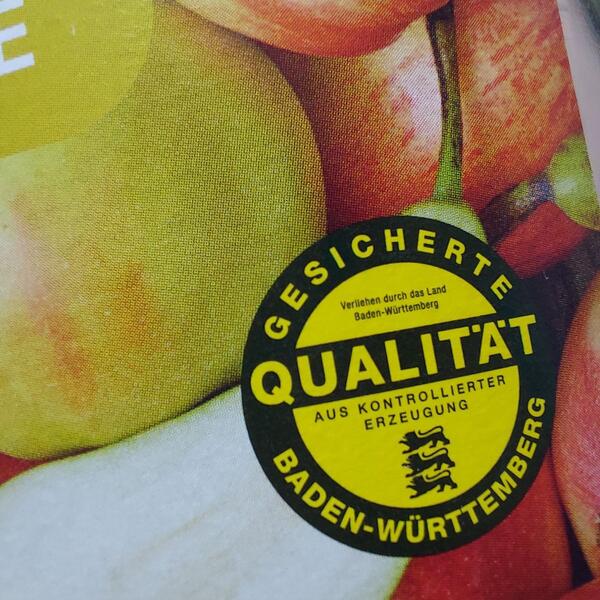 E
GESICHERTE
Verliehen durch das Land
Baden-Württemberg
QUALITÄT
AUS KONTROLLIERTER
ERZEUGUNG
BADEN-WÜRTTEMBERG